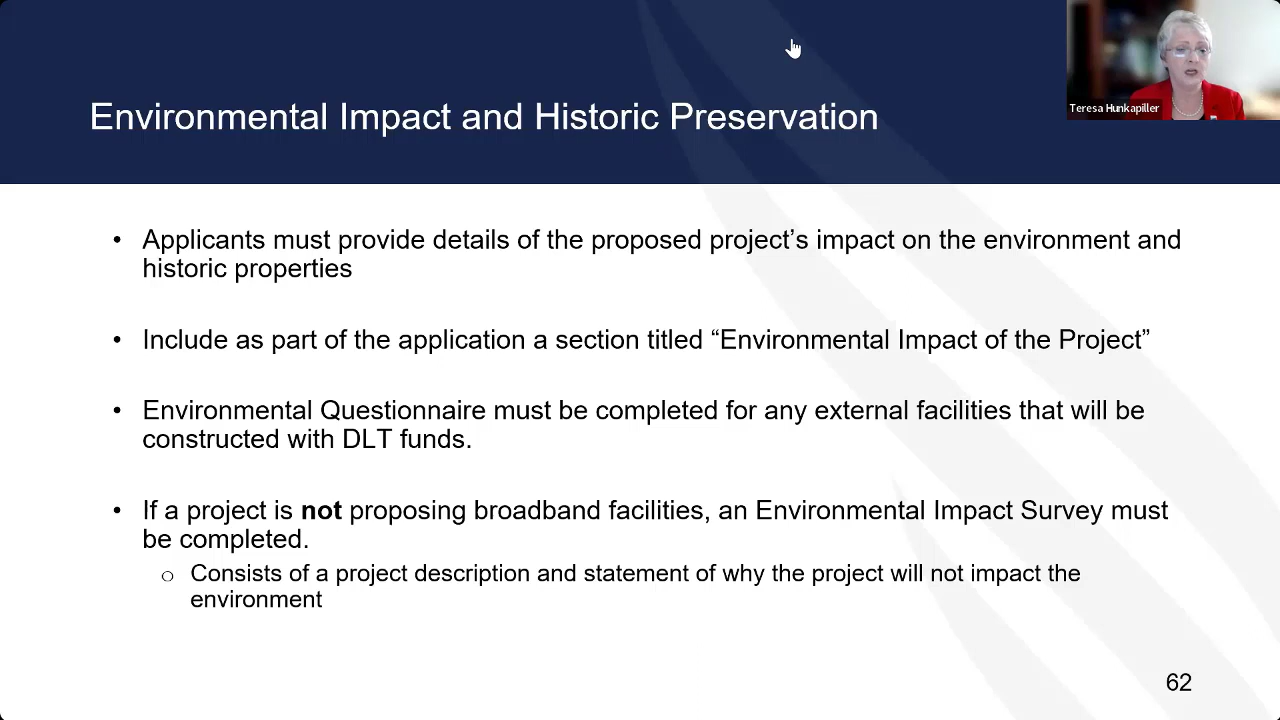 Teresa Hunkapiller
Environmental Impact and Historic Preservation
• Applicants must provide details of the proposed project’s impact on the environment and
historic properties
• Include as part of the application a section titled “Environmental Impact of the Project”
• Environmental Questionnaire must be completed for any external facilities that will be
constructed with DLT funds.
• If a project is not proposing broadband facilities, an Environmental Impact Survey must
be completed.
o Consists of a project description and statement of why the project will not impact the
environment
62